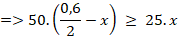 => 50.(0,6/2 − x) ≥ 25.x